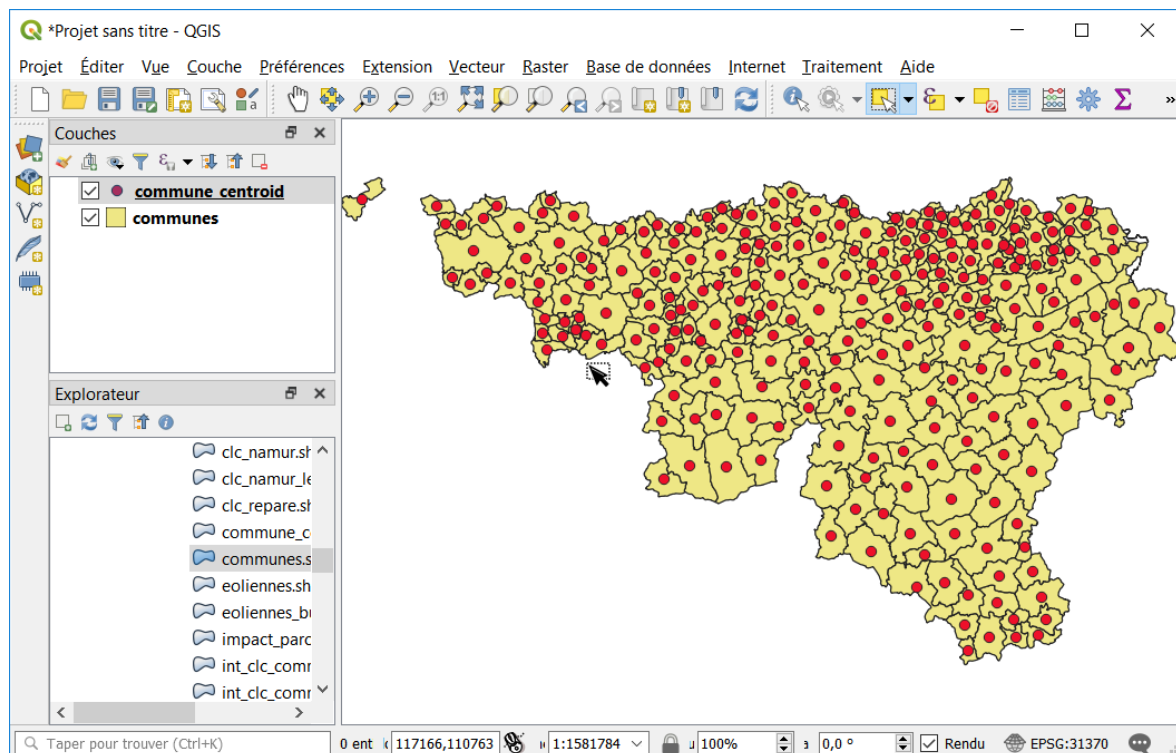 *Projet sans titre - QGIS
Projet Éditer Vue Couche Préférences Extension Vecteur Raster Base de données Internet Traitement Aide
Couches
commune_centroid
communes
Explorateur
clc_namur.sh
clc_namur_le
clc_repare.sh
commune_c
communes.s
eoliennes.sh
eoliennes_bu
impact_parc
int_clc_comm
int_clc_comm
Taper pour trouver (Ctrl+K) 0 ent 117166,110763 1:1581784 100% 0,0 ° Rendu EPSG:31370